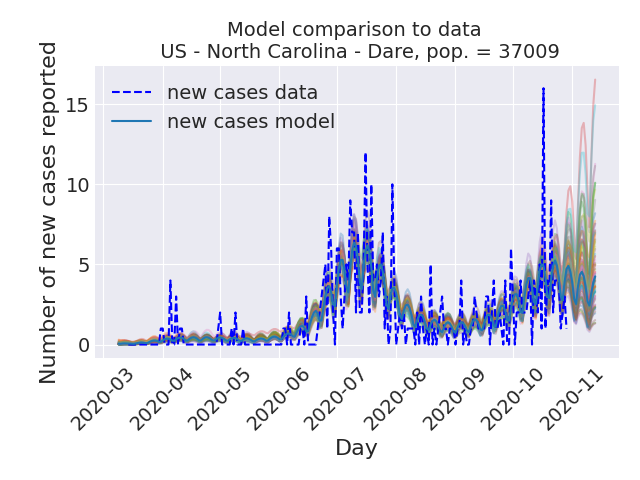 Model comparison to data
US - North Carolina - Dare, pop. = 37009
new cases data
new cases model
Number of new cases reported
15
10
5
0
2020-03
2020-04
2020-05
2020-06
2020-07
2020-08
2020-09
2020-10
2020-11
Day